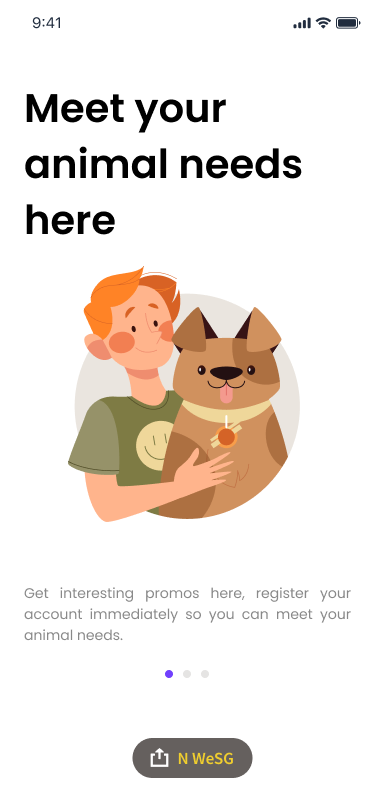 9:41
Meet your
animal needs
here
Get interesting promos here, register your
account immediately so you can meet your
animal needs.
N WeSG